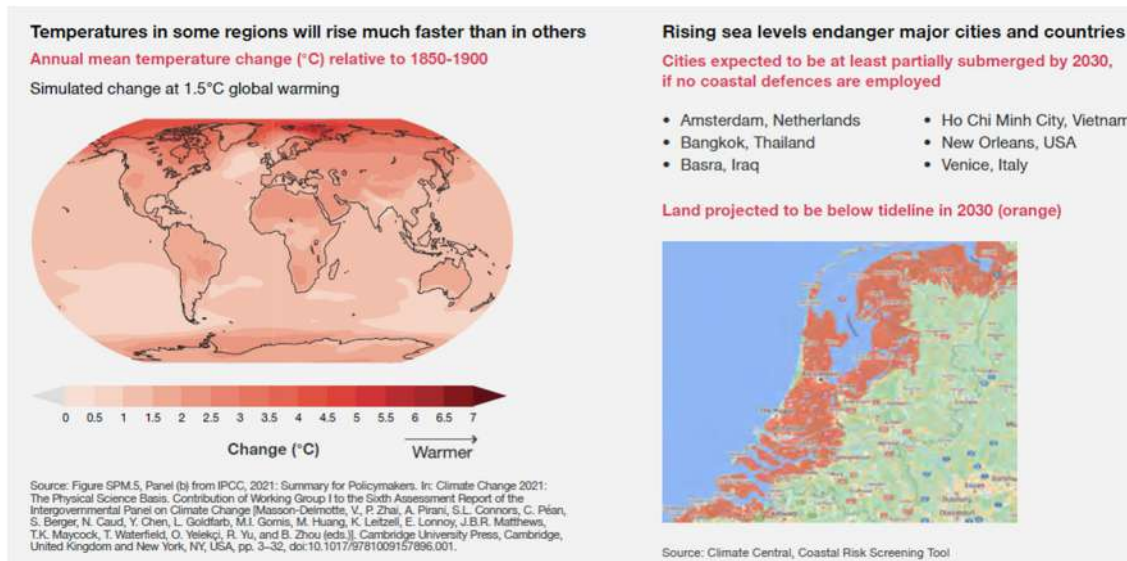 Temperatures in some regions will rise much faster than in others
Annual mean temperature change (°C) relative to 1850-1900
Simulated change at 1.5°C global warming
0 0.5 1 1.5 2 2.5 3 3.5 4 4.5 5 5.5 6 6.5 7
Change (°C)
Warmer
Source: Figure SPM.5, Panel (b) from IPCC, 2021: Summary for Policymakers. In: Climate Change 2021:
The Physical Science Basis. Contribution of Working Group I to the Sixth Assessment Report of the
Intergovernmental Panel on Climate Change [Masson-Delmotte, V., P. Zhai, A. Pirani, S.L. Connors, C. Péan,
S. Berger, N. Caud, Y. Chen, L. Goldfarb, M.I. Gomis, M. Huang, K. Leitzell, E. Lonnoy, J.B.R. Matthews,
T.K. Maycock, T. Waterfield, O. Yelekçi, R. Yu, and B. Zhou (eds.)]. Cambridge University Press, Cambridge,
United Kingdom and New York, NY, USA, pp. 3–32, doi:10.1017/9781009157896.001.
Rising sea levels endanger major cities and countries
Cities expected to be at least partially submerged by 2030,
if no coastal defences are employed
• Amsterdam, Netherlands
• Bangkok, Thailand
• Basra, Iraq
• Ho Chi Minh City, Vietnam
• New Orleans, USA
• Venice, Italy
Land projected to be below tideline in 2030 (orange)
Source: Climate Central, Coastal Risk Screening Tool